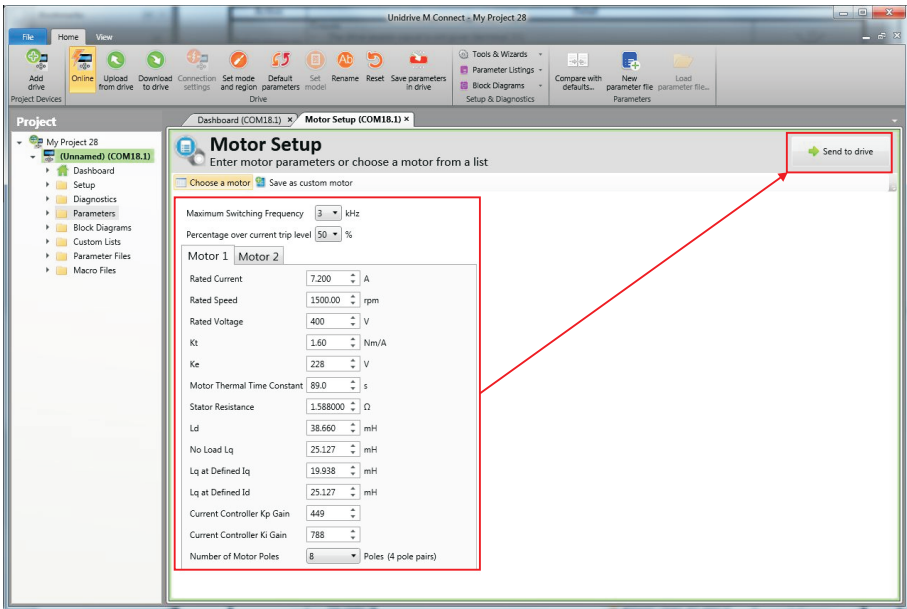 Unidrive M Connect - My Project 28
File Home View
Add drive
Online
Upload from drive
Download to drive
Connection settings
Set mode and region
Default parameters
Set model
Rename
Reset
Save parameters in drive
Tools & Wizards
Parameter Listings
Block Diagrams
Compare with defaults...
New parameter file
Load parameter file...
Project Devices Drive Setup & Diagnostics Parameters
Project
Dashboard (COM18.1) × Motor Setup (COM18.1) ×
My Project 28
(Unnamed) (COM18.1)
Dashboard
Setup
Diagnostics
Parameters
Block Diagrams
Custom Lists
Parameter Files
Macro Files
Motor Setup
Enter motor parameters or choose a motor from a list
Send to drive
Choose a motor Save as custom motor
Maximum Switching Frequency 3 kHz
Percentage over current trip level 50 %
Motor 1 Motor 2
Rated Current 7.200 A
Rated Speed 1500.00 rpm
Rated Voltage 400 V
Kt 1.60 Nm/A
Ke 228 V
Motor Thermal Time Constant 89.0 s
Stator Resistance 1.588000 Ω
Ld 38.660 mH
No Load Lq 25.127 mH
Lq at Defined Iq 19.938 mH
Lq at Defined Id 25.127 mH
Current Controller Kp Gain 449
Current Controller Ki Gain 788
Number of Motor Poles 8 Poles (4 pole pairs)